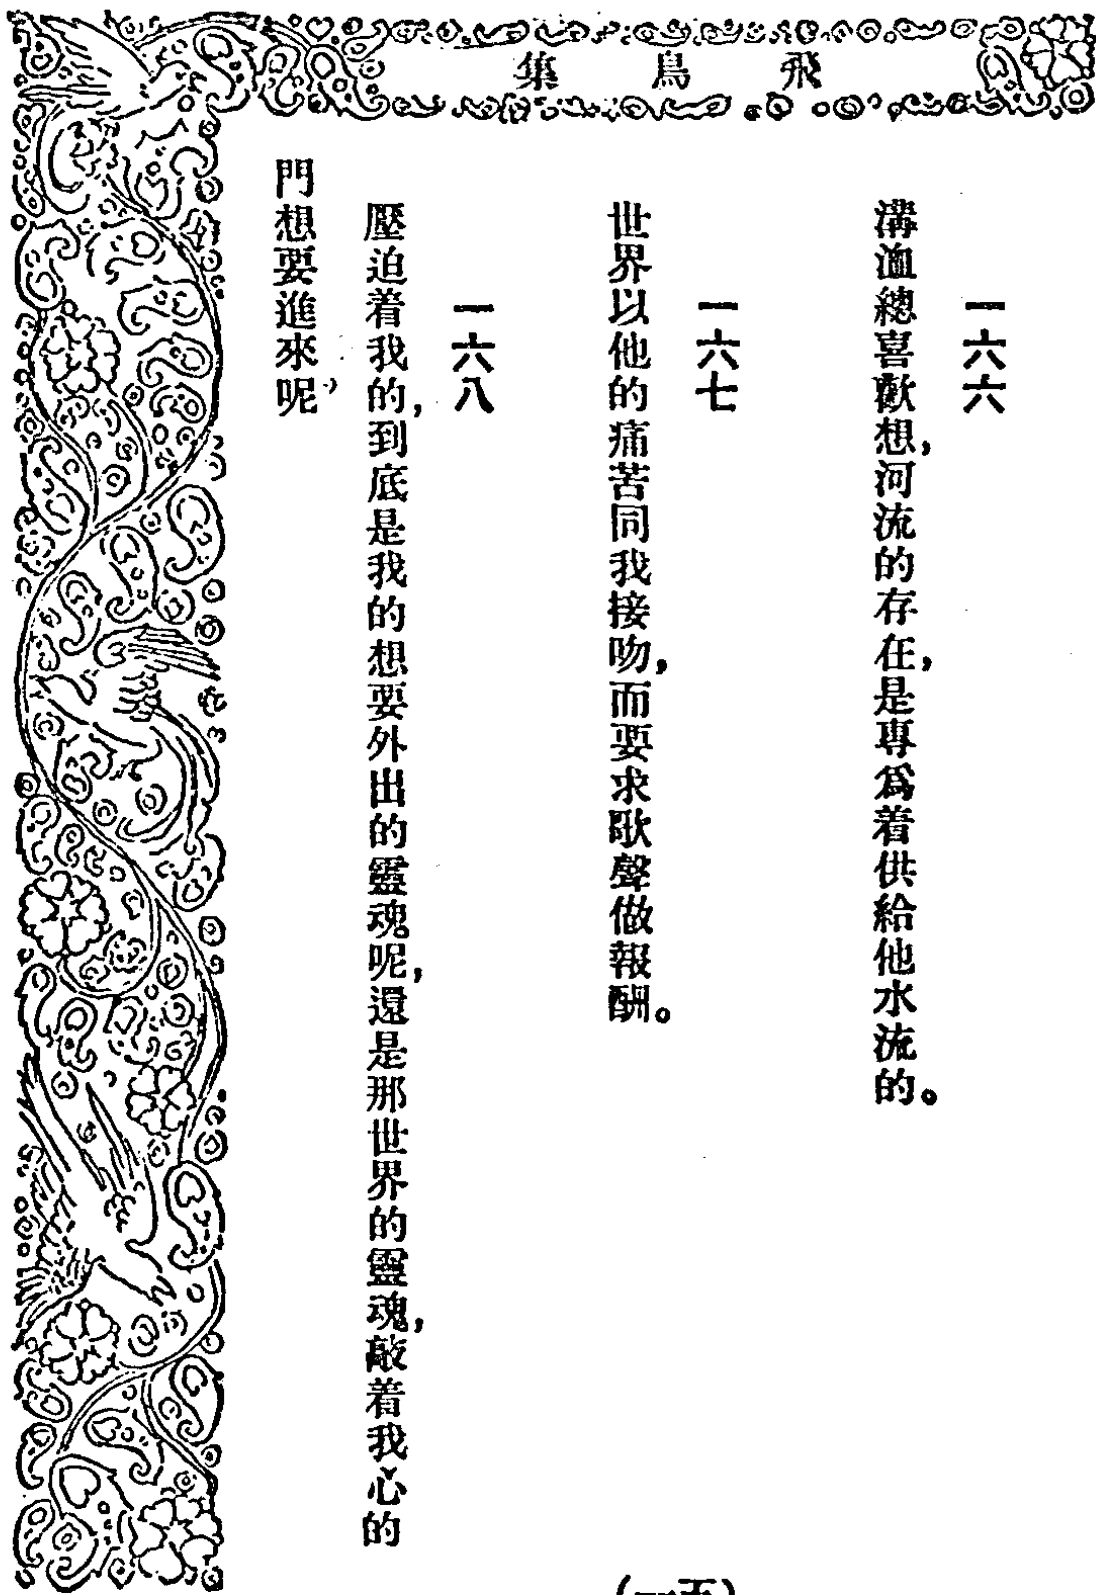 飛鳥集
一六六
溝洫總喜歡想，河流的存在，是專爲着供給他水流的。
一六七
世界以他的痛苦同我接吻，而要求歌聲做報酬。
一六八
壓迫着我的，到底是我的想要外出的靈魂呢，還是那世界的靈魂，敲着我心的
門想要進來呢？